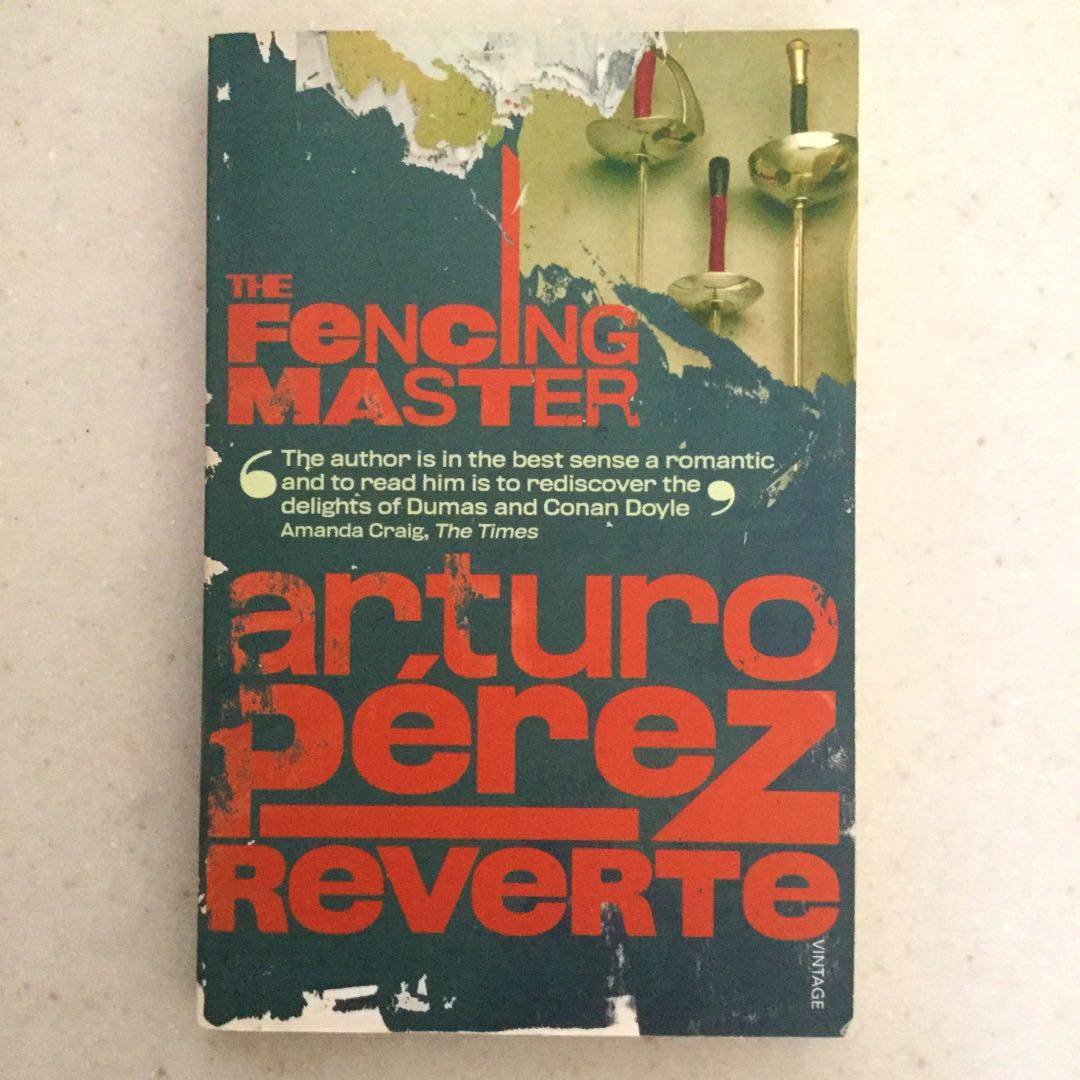 THE
FeNCING
MASTER
‘The author is in the best sense a romantic
and to read him is to rediscover the
delights of Dumas and Conan Doyle’
Amanda Craig, The Times
arturo
pérez
ReVeRTe
VINTAGE